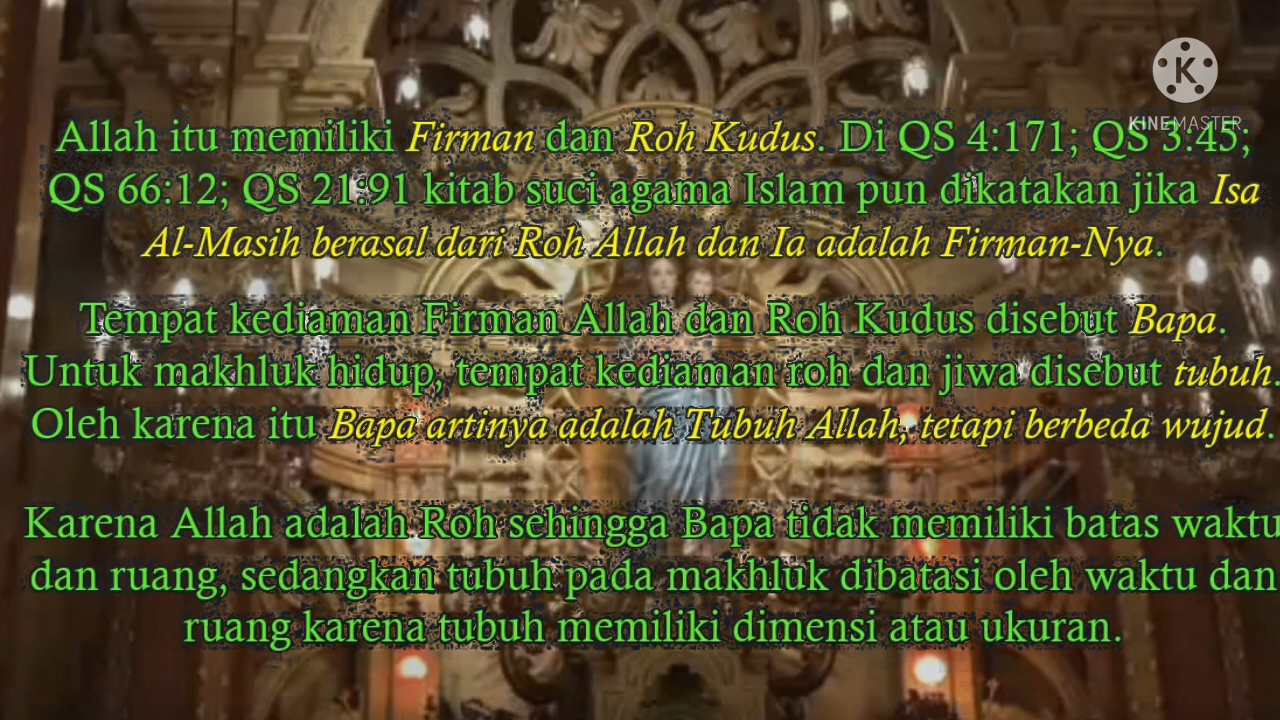 KINEMASTER
Allah itu memiliki Firman dan Roh Kudus. Di QS 4:171; QS 3:45;
QS 66:12; QS 21:91 kitab suci agama Islam pun dikatakan jika Isa
Al-Masih berasal dari Roh Allah dan Ia adalah Firman-Nya.
Tempat kediaman Firman Allah dan Roh Kudus disebut Bapa.
Untuk makhluk hidup, tempat kediaman roh dan jiwa disebut tubuh.
Oleh karena itu Bapa artinya adalah Tubuh Allah, tetapi berbeda wujud.
Karena Allah adalah Roh sehingga Bapa tidak memiliki batas waktu
dan ruang, sedangkan tubuh pada makhluk dibatasi oleh waktu dan
ruang karena tubuh memiliki dimensi atau ukuran.